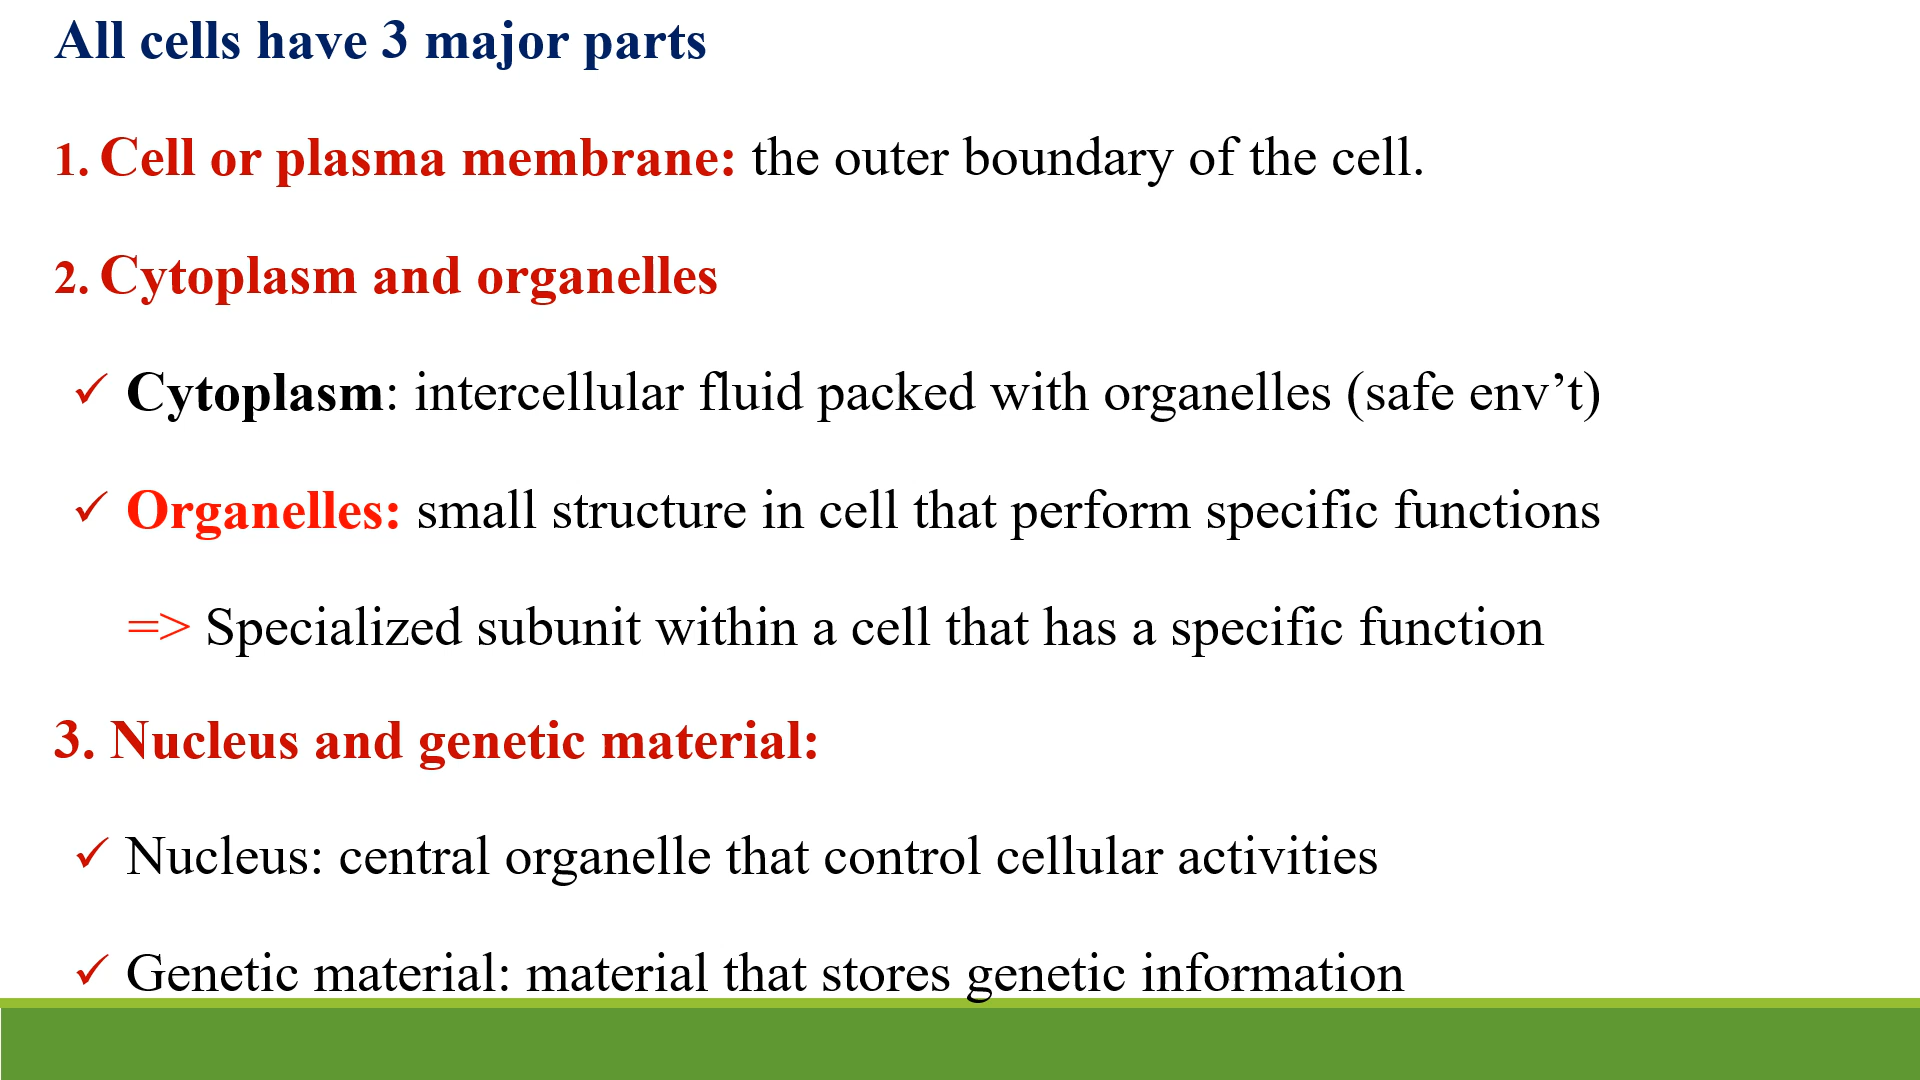 All cells have 3 major parts
1. Cell or plasma membrane: the outer boundary of the cell.
2. Cytoplasm and organelles
✓ Cytoplasm: intercellular fluid packed with organelles (safe env’t)
✓ Organelles: small structure in cell that perform specific functions
=> Specialized subunit within a cell that has a specific function
3. Nucleus and genetic material:
✓ Nucleus: central organelle that control cellular activities
✓ Genetic material: material that stores genetic information